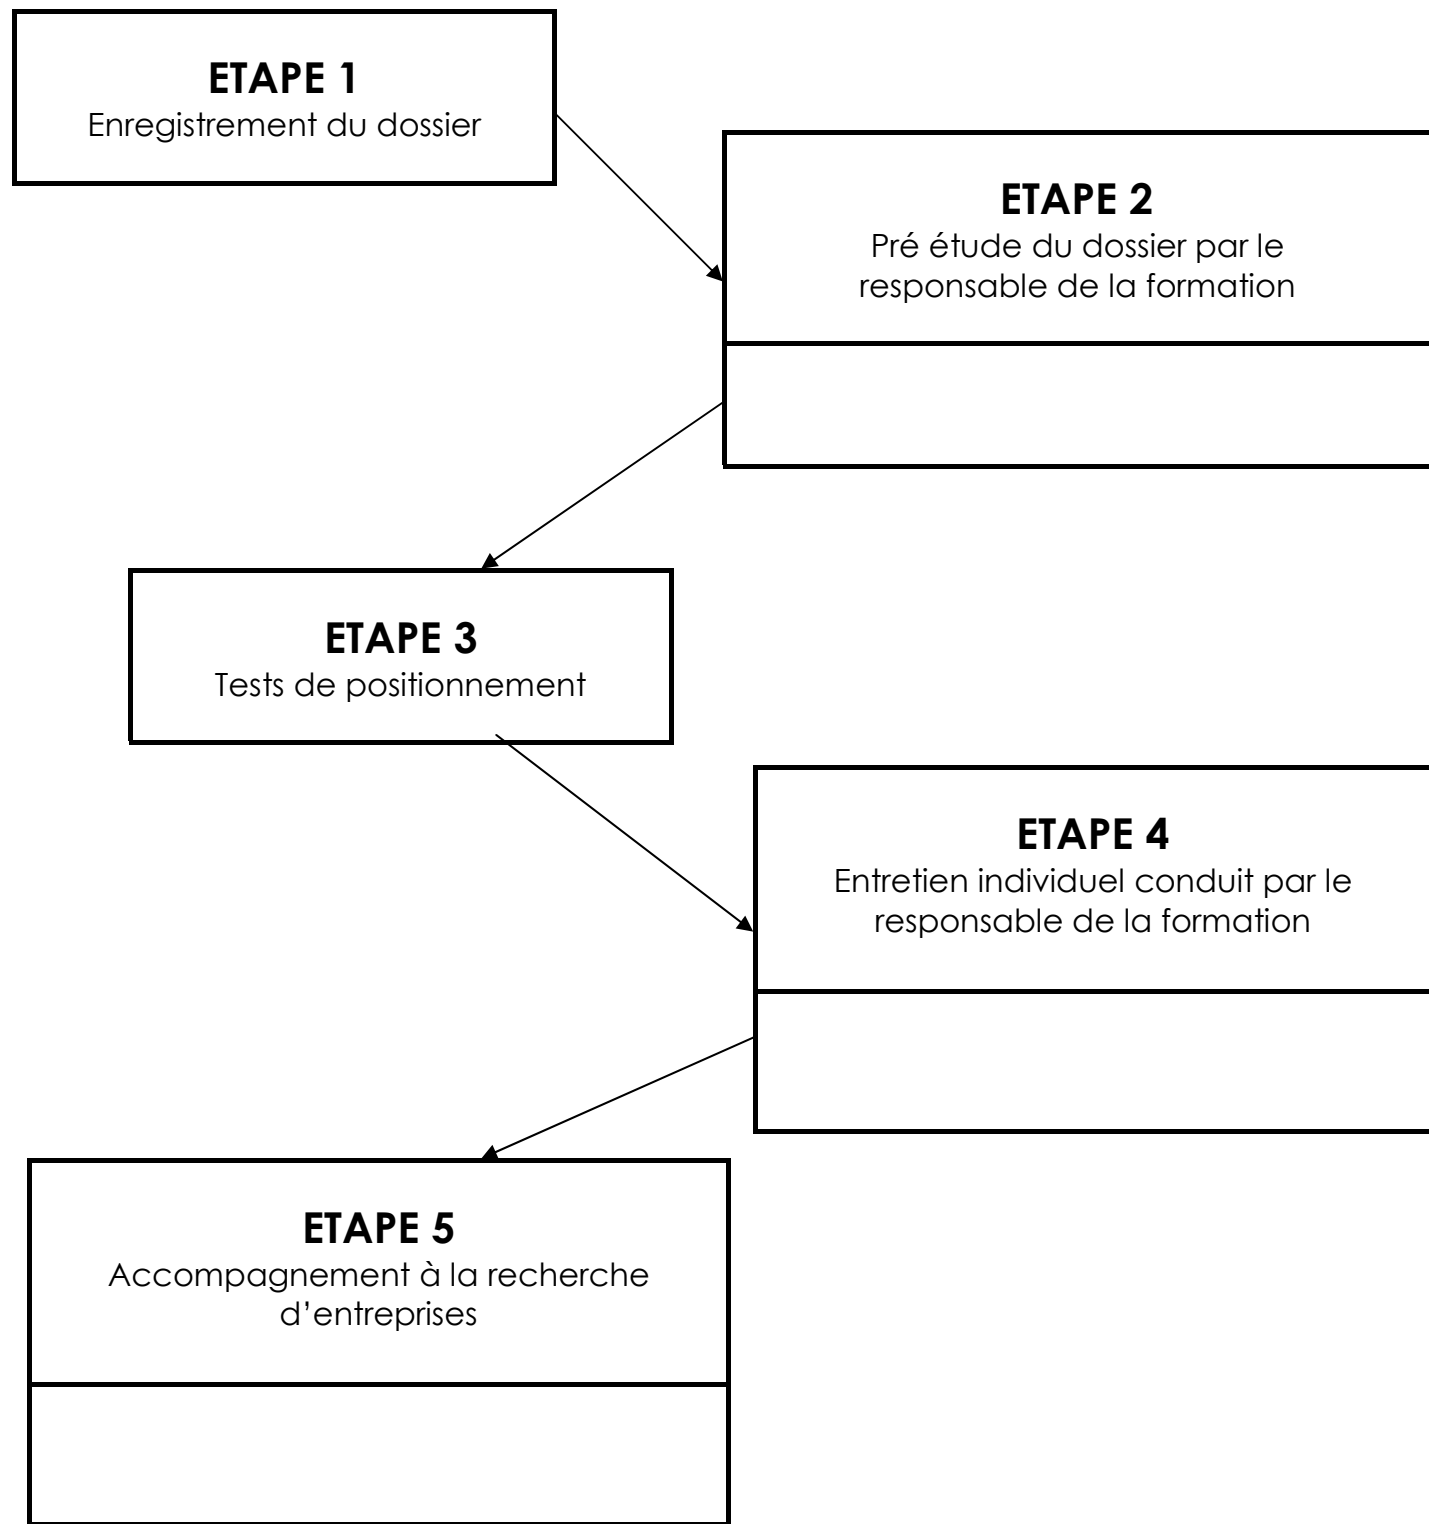 ETAPE 1
Enregistrement du dossier
ETAPE 2
Pré étude du dossier par le
responsable de la formation
ETAPE 3
Tests de positionnement
ETAPE 4
Entretien individuel conduit par le
responsable de la formation
ETAPE 5
Accompagnement à la recherche
d’entreprises